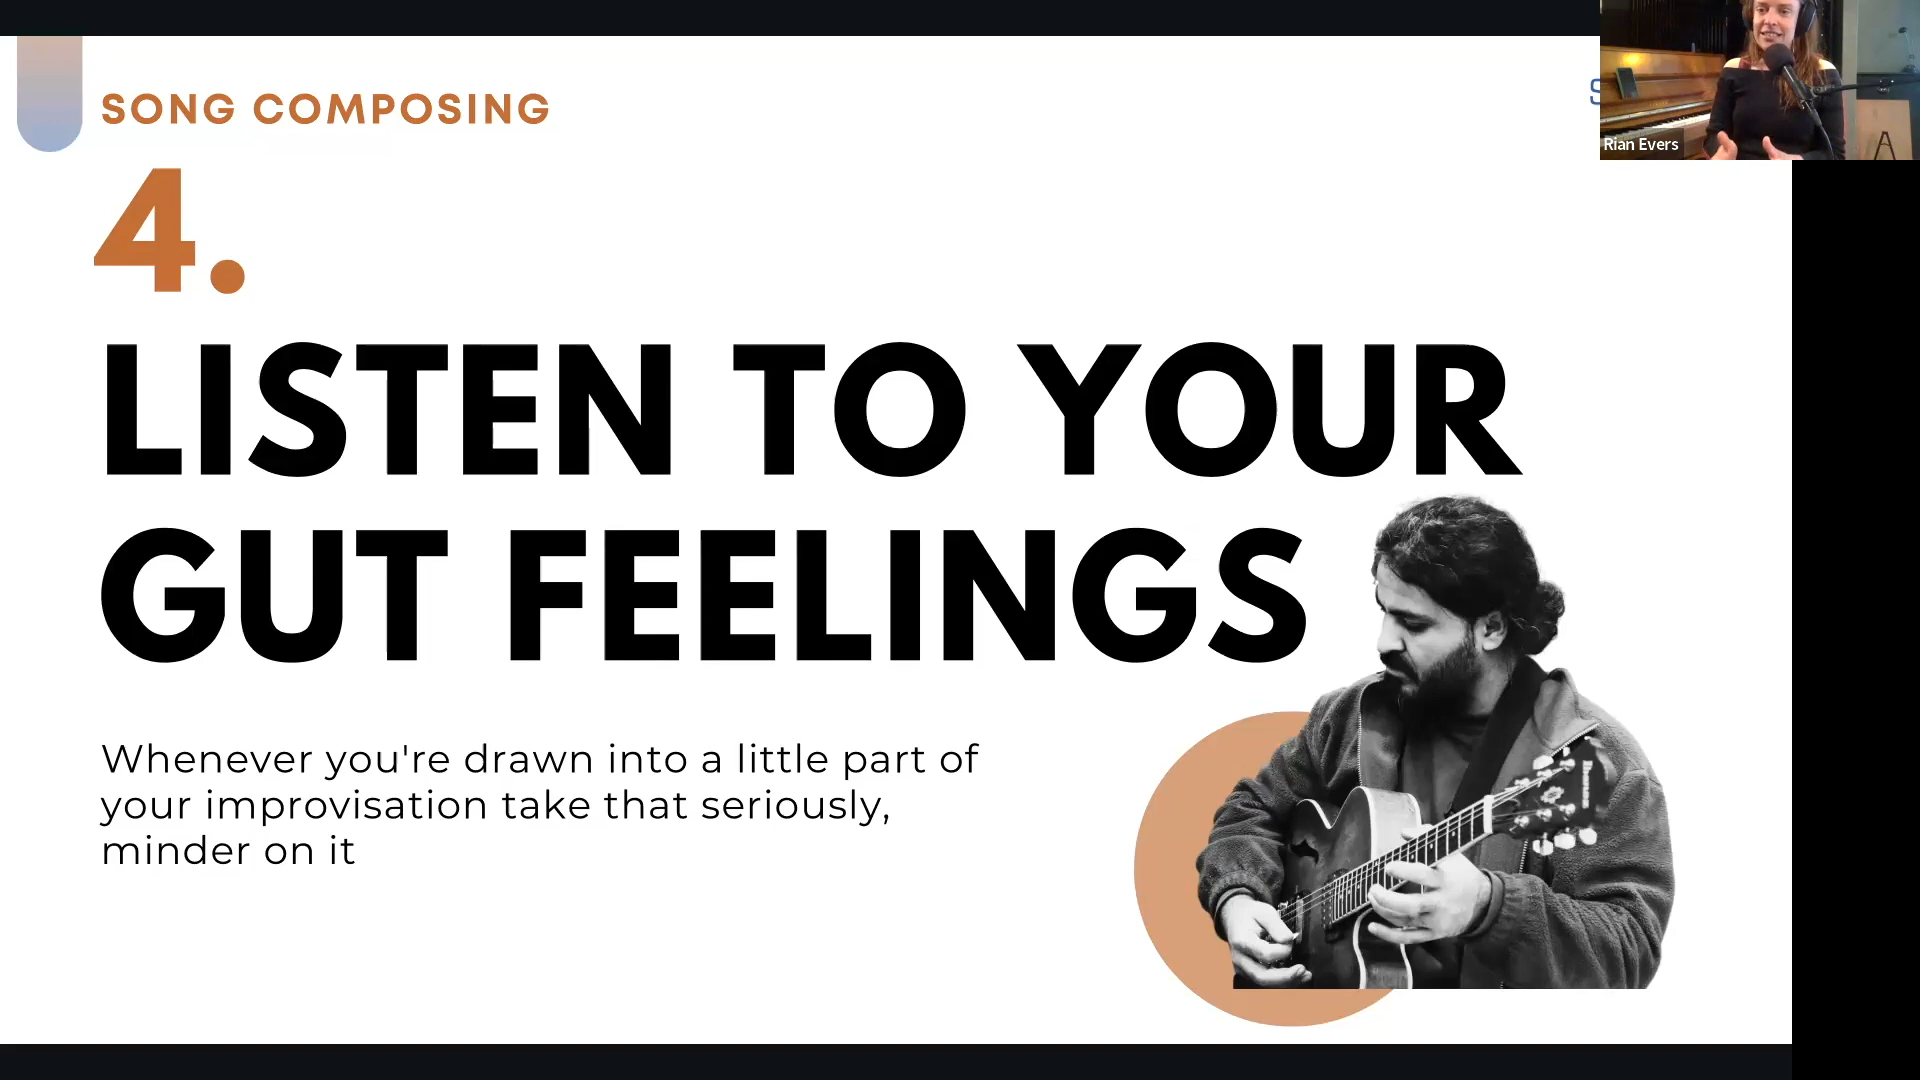 SONG COMPOSING
4.
LISTEN TO YOUR
GUT FEELINGS
Whenever you're drawn into a little part of
your improvisation take that seriously,
minder on it
Rian Evers